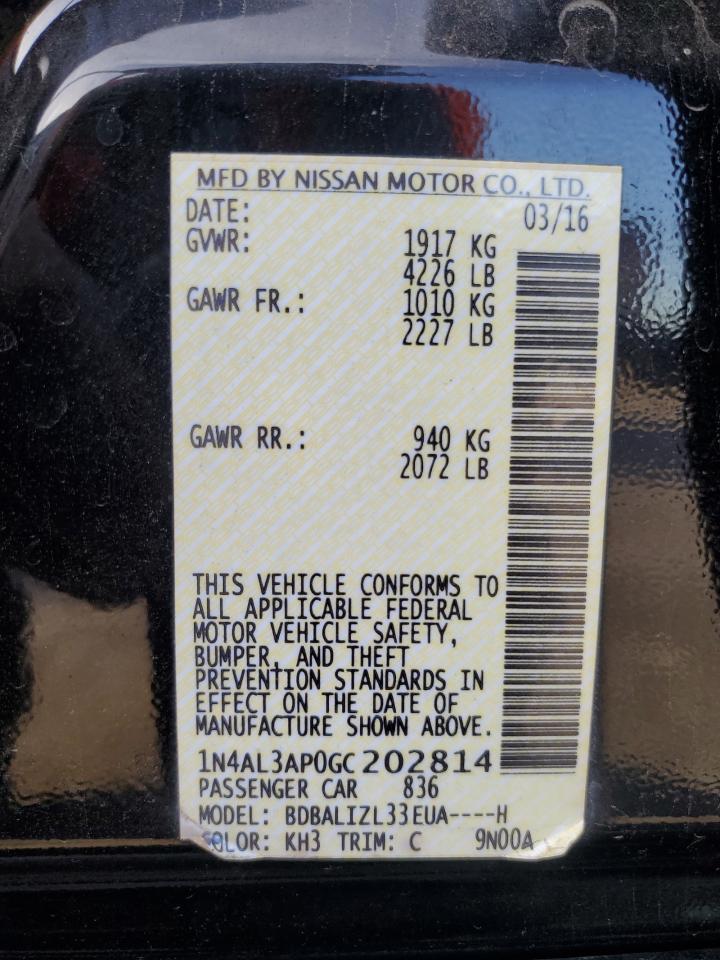 MFD BY NISSAN MOTOR CO., LTD.
DATE: 03/16
GVWR: 1917 KG
4226 LB
GAWR FR.: 1010 KG
2227 LB
GAWR RR.: 940 KG
2072 LB
THIS VEHICLE CONFORMS TO
ALL APPLICABLE FEDERAL
MOTOR VEHICLE SAFETY,
BUMPER, AND THEFT
PREVENTION STANDARDS IN
EFFECT ON THE DATE OF
MANUFACTURE SHOWN ABOVE.
1N4AL3AP0GC202814
PASSENGER CAR 836
MODEL: BDBALIZL33EUA----H
COLOR: KH3 TRIM: C 9N00A